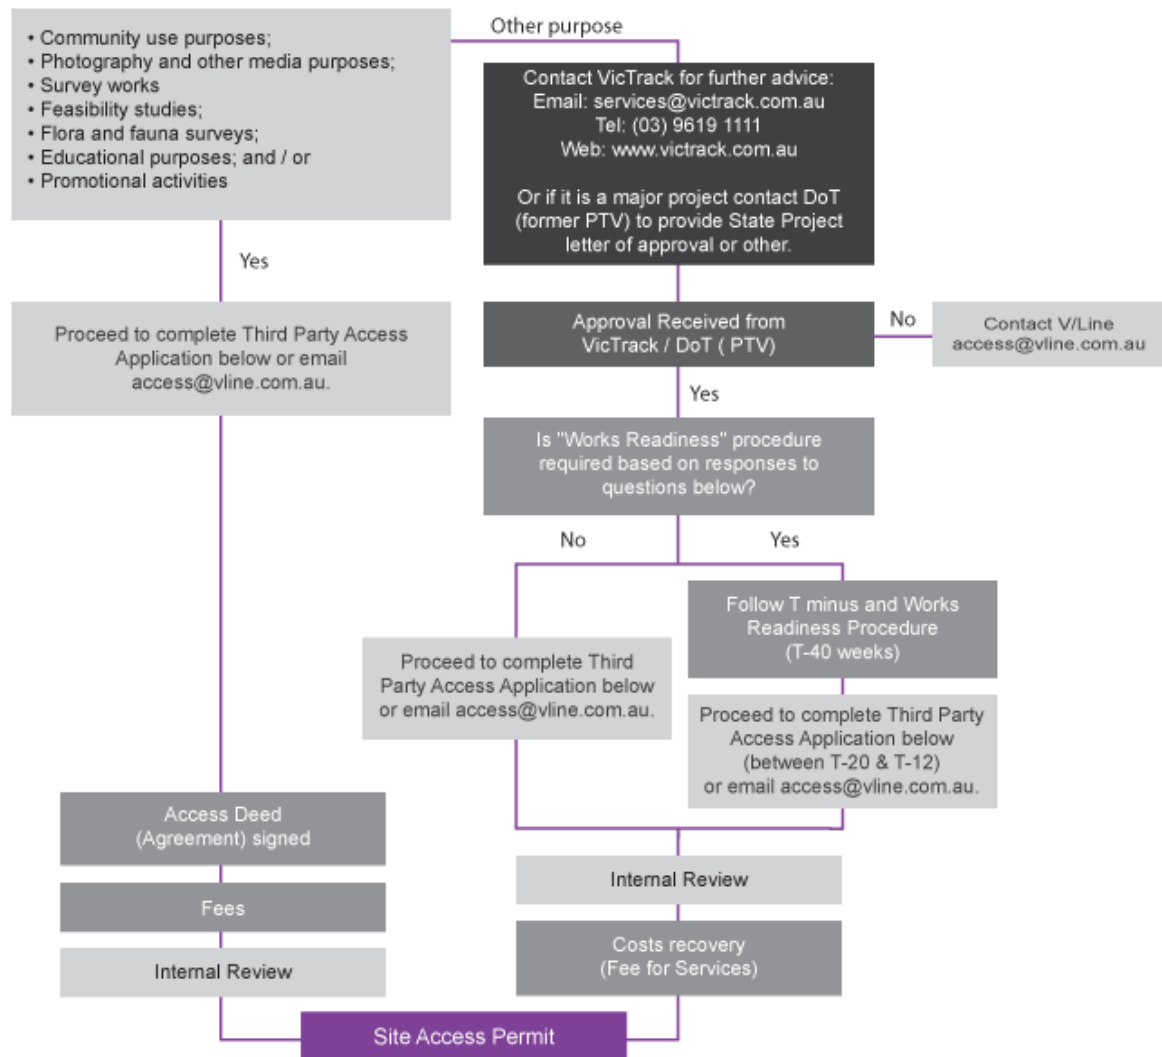 • Community use purposes;
• Photography and other media purposes;
• Survey works
• Feasibility studies;
• Flora and fauna surveys;
• Educational purposes; and / or
• Promotional activities
Other purpose
Contact VicTrack for further advice:
Email: services@victrack.com.au
Tel: (03) 9619 1111
Web: www.victrack.com.au
Or if it is a major project contact DoT
(former PTV) to provide State Project
letter of approval or other.
Yes
Proceed to complete Third Party Access
Application below or email
access@vline.com.au.
Approval Received from
VicTrack / DoT ( PTV)
No
Contact V/Line
access@vline.com.au
Yes
Is "Works Readiness" procedure
required based on responses to
questions below?
No
Yes
Follow T minus and Works
Readiness Procedure
(T-40 weeks)
Proceed to complete Third
Party Access Application below
or email access@vline.com.au.
Proceed to complete Third Party
Access Application below
(between T-20 & T-12)
or email access@vline.com.au.
Access Deed
(Agreement) signed
Fees
Internal Review
Internal Review
Costs recovery
(Fee for Services)
Site Access Permit